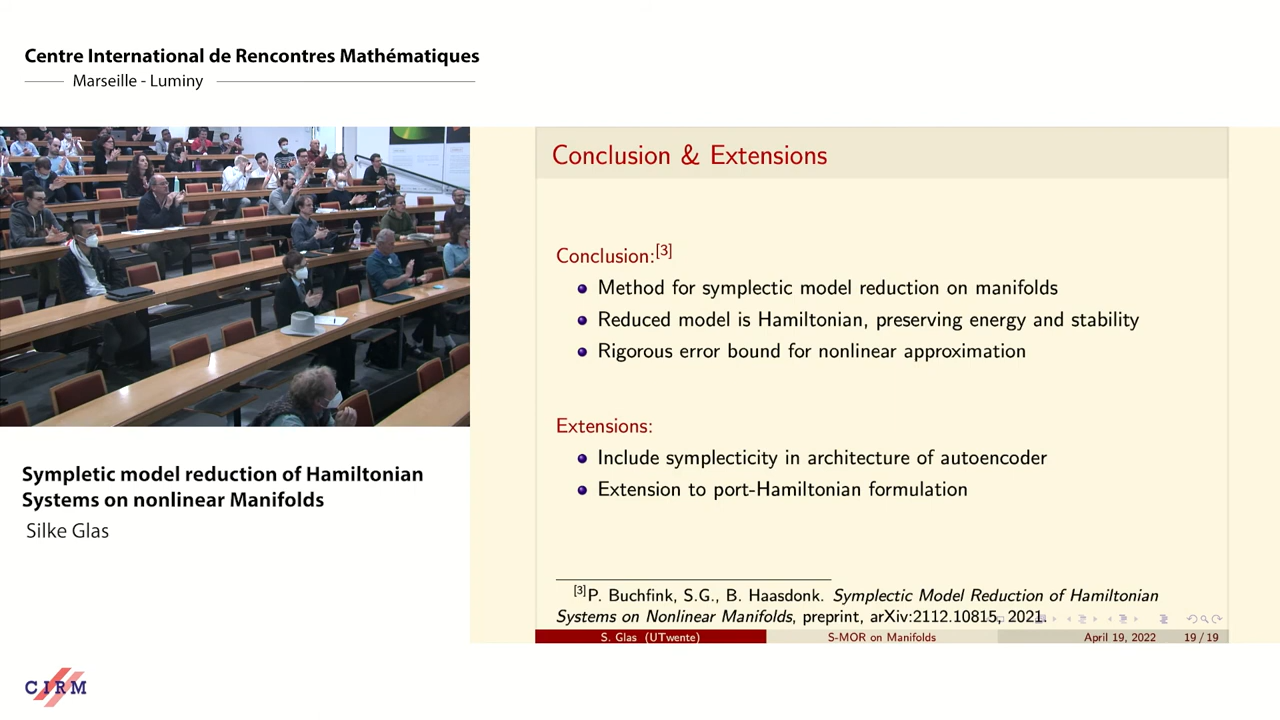 Centre International de Rencontres Mathématiques
Marseille - Luminy
Conclusion & Extensions
Conclusion:[3]
Method for symplectic model reduction on manifolds
Reduced model is Hamiltonian, preserving energy and stability
Rigorous error bound for nonlinear approximation
Extensions:
Include symplecticity in architecture of autoencoder
Extension to port-Hamiltonian formulation
[3]P. Buchfink, S.G., B. Haasdonk. Symplectic Model Reduction of Hamiltonian
Systems on Nonlinear Manifolds, preprint, arXiv:2112.10815, 2021.
S. Glas (UTwente) S-MOR on Manifolds April 19, 2022 19 / 19
Sympletic model reduction of Hamiltonian
Systems on nonlinear Manifolds
Silke Glas
CIRM